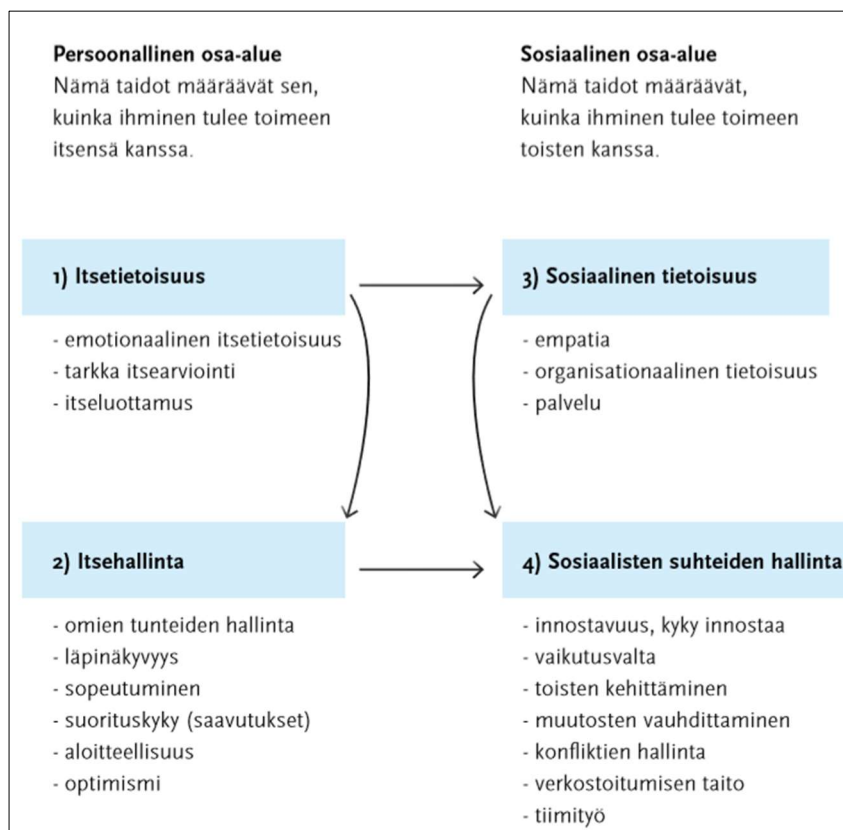 Persoonallinen osa-alue
Nämä taidot määräävät sen,
kuinka ihminen tulee toimeen
itsensä kanssa.
Sosiaalinen osa-alue
Nämä taidot määräävät,
kuinka ihminen tulee toimeen
toisten kanssa.
1) Itsetietoisuus
- emotionaalinen itsetietoisuus
- tarkka itsearviointi
- itseluottamus
3) Sosiaalinen tietoisuus
- empatia
- organisationaalinen tietoisuus
- palvelu
2) Itsehallinta
- omien tunteiden hallinta
- läpinäkyvyys
- sopeutuminen
- suorituskyky (saavutukset)
- aloitteellisuus
- optimismi
4) Sosiaalisten suhteiden hallinta
- innostavuus, kyky innostaa
- vaikutusvalta
- toisten kehittäminen
- muutosten vauhdittaminen
- konfliktien hallinta
- verkostoitumisen taito
- tiimityö